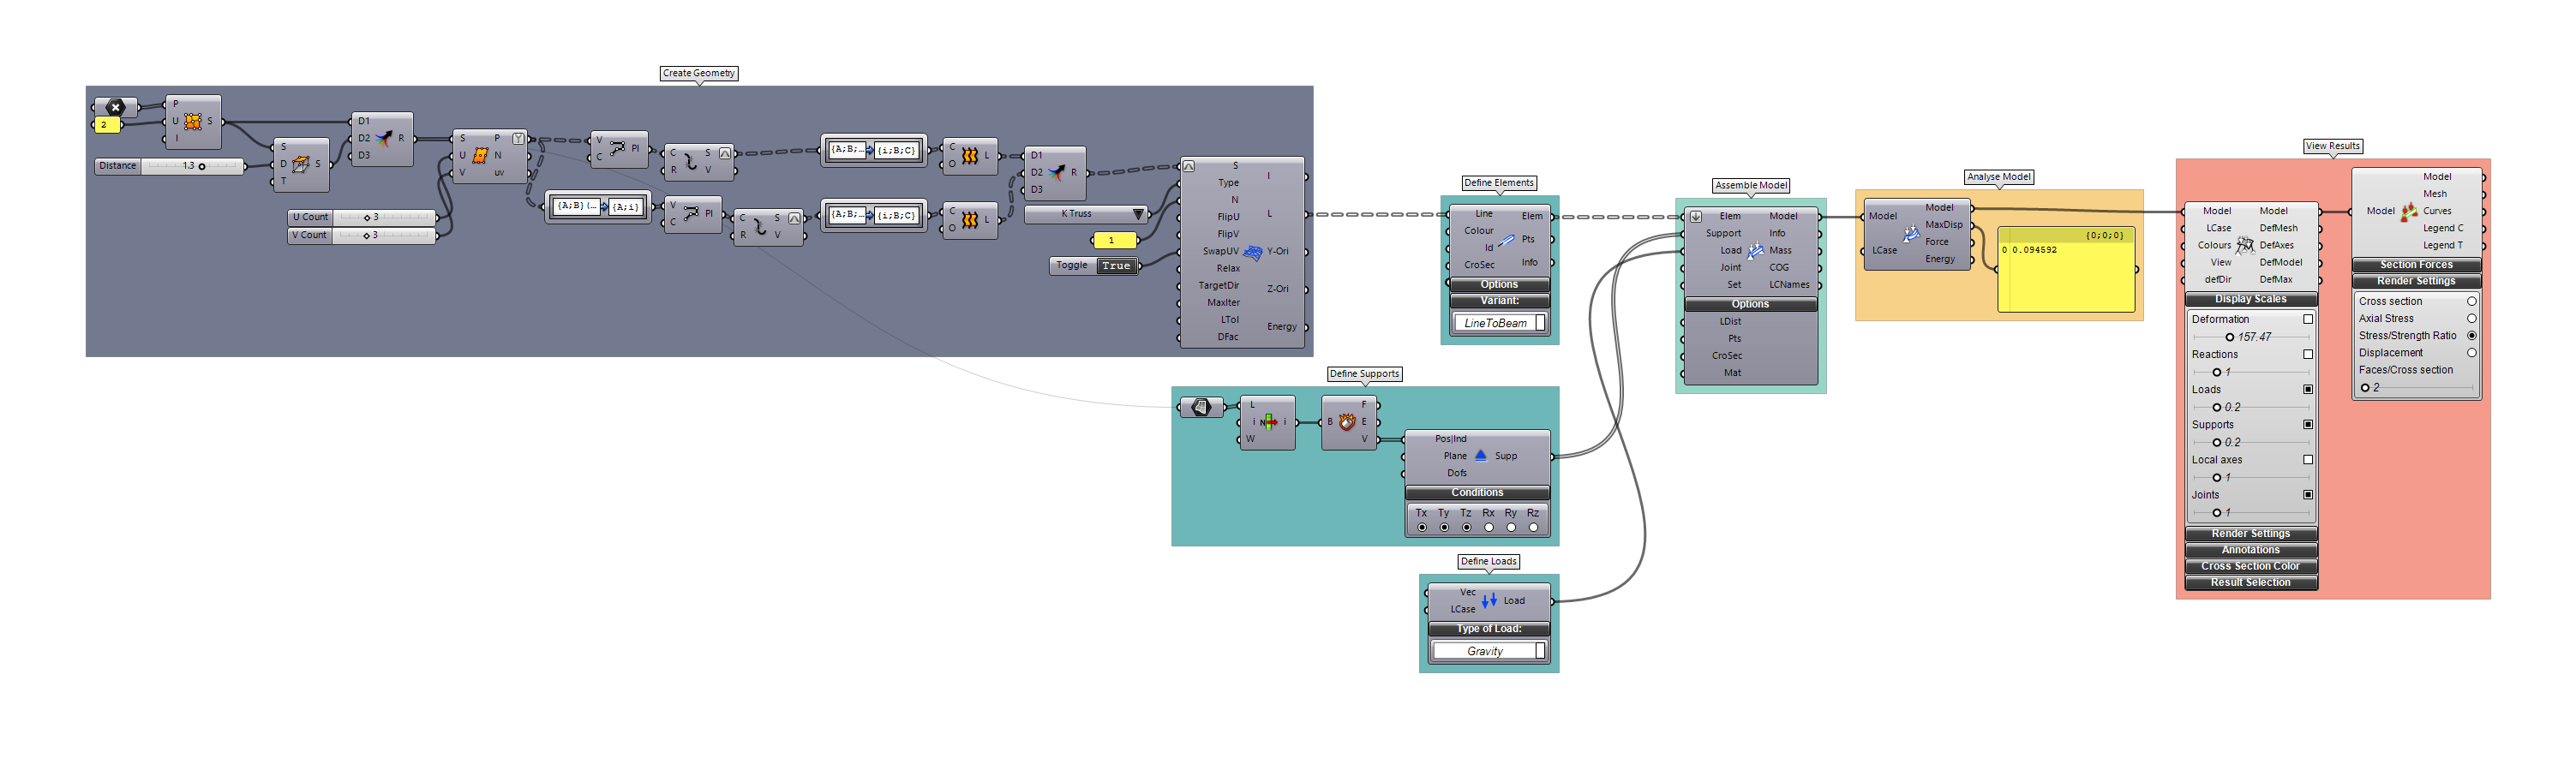 Create Geometry
P
U
S
I
2
Distance
1.3
S
D
S
T
D1
D2
R
D3
U Count
3
V Count
3
S
P
U
N
V
UV
V
Pl
C
{A;B}(...
{A;i}
C
S
R
V
V
Pl
C
C
S
R
V
{A;B;...
{i;B;C}
{A;B;...
{i;B;C}
C
L
O
C
L
O
D1
D2
R
D3
K Truss
1
Toggle
True
S
Type
I
N
FlipU
L
FlipV
SwapUV
Y-Ori
Relax
TargetDir
Z-Ori
MaxIter
LTol
Energy
DFac
Define Elements
Line
Elem
Colour
Pts
Id
CroSec
Info
Options
Variant:
LineToBeam
Define Supports
L
i
N
i
W
F
B
E
V
Pos|Ind
Plane
Supp
Dofs
Conditions
Tx Ty Tz Rx Ry Rz
Define Loads
Vec
Load
LCase
Type of Load:
Gravity
Assemble Model
Elem
Model
Support
Info
Load
Mass
Joint
COG
Set
LCNames
Options
LDist
Pts
CroSec
Mat
Analyse Model
Model
Model
MaxDisp
Force
LCase
Energy
{0;0;0}
0 0.094592
View Results
Model
Model
LCase
DefMesh
Colours
DefAxes
View
DefModel
defDir
DefMax
Display Scales
Deformation
157.47
Reactions
1
Loads
0.2
Supports
0.2
Local axes
1
Joints
1
Render Settings
Annotations
Cross Section Color
Result Selection
Model
Mesh
Model
Curves
Legend C
Legend T
Section Forces
Render Settings
Cross section
Axial Stress
Stress/Strength Ratio
Displacement
Faces/Cross section
2